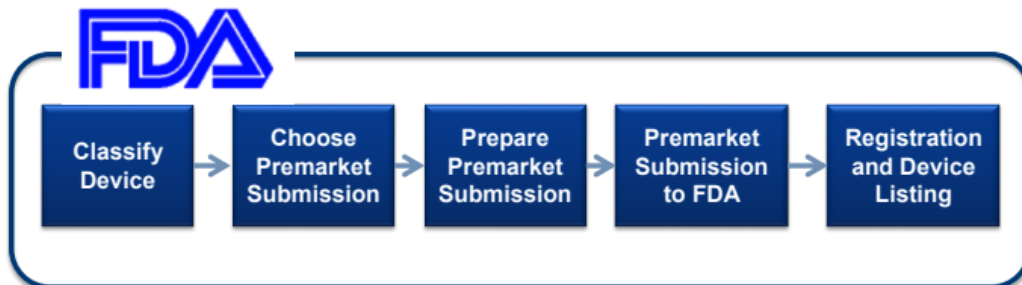 FDA
Classify
Device
Choose
Premarket
Submission
Prepare
Premarket
Submission
Premarket
Submission
to FDA
Registration
and Device
Listing